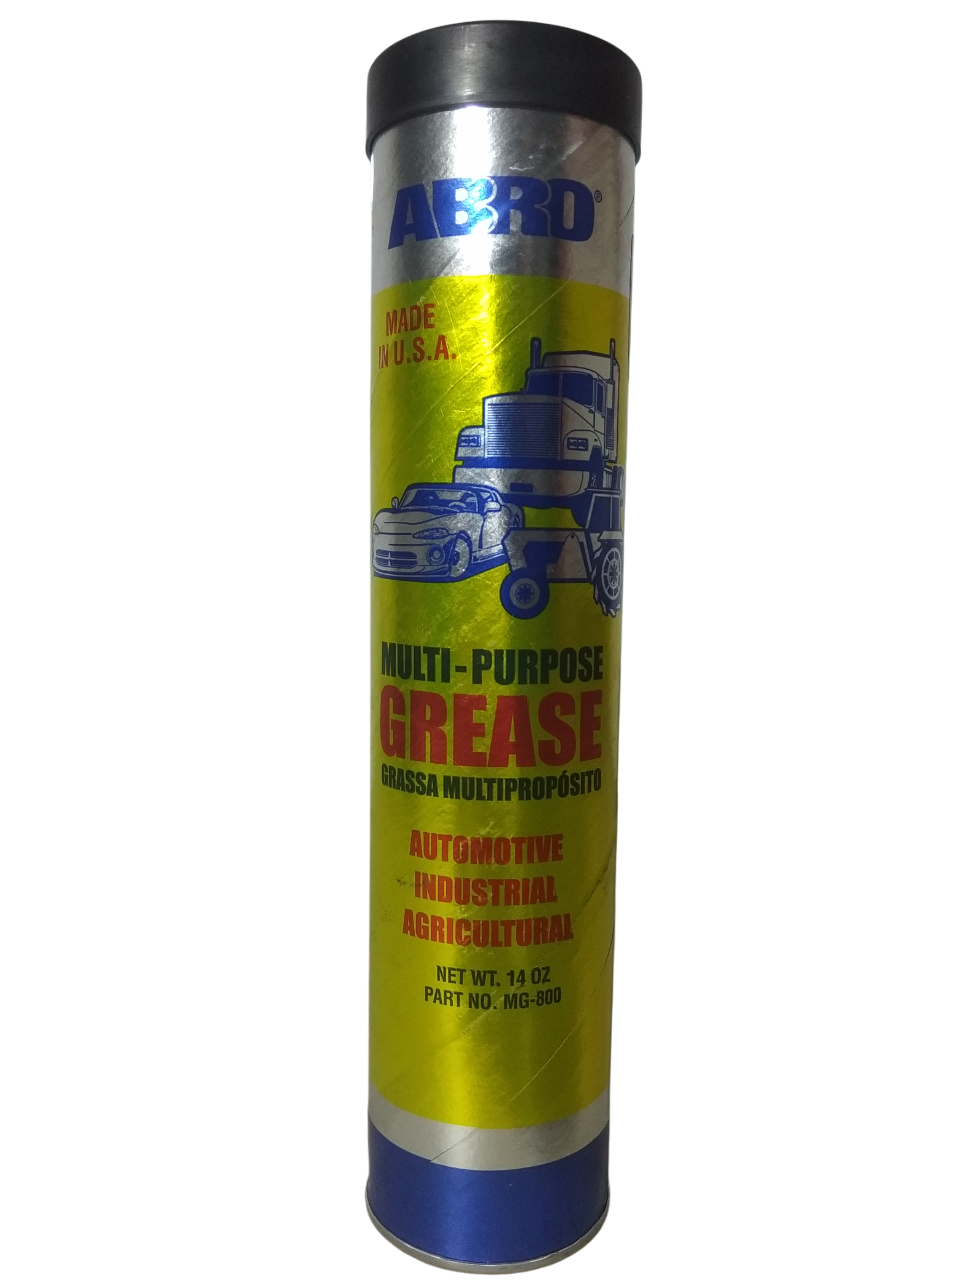 ABRO®
MADE
IN U.S.A.
MULTI-PURPOSE
GREASE
GRASSA MULTIPROPÓSITO
AUTOMOTIVE
INDUSTRIAL
AGRICULTURAL
NET WT. 14 OZ
PART NO. MG-800